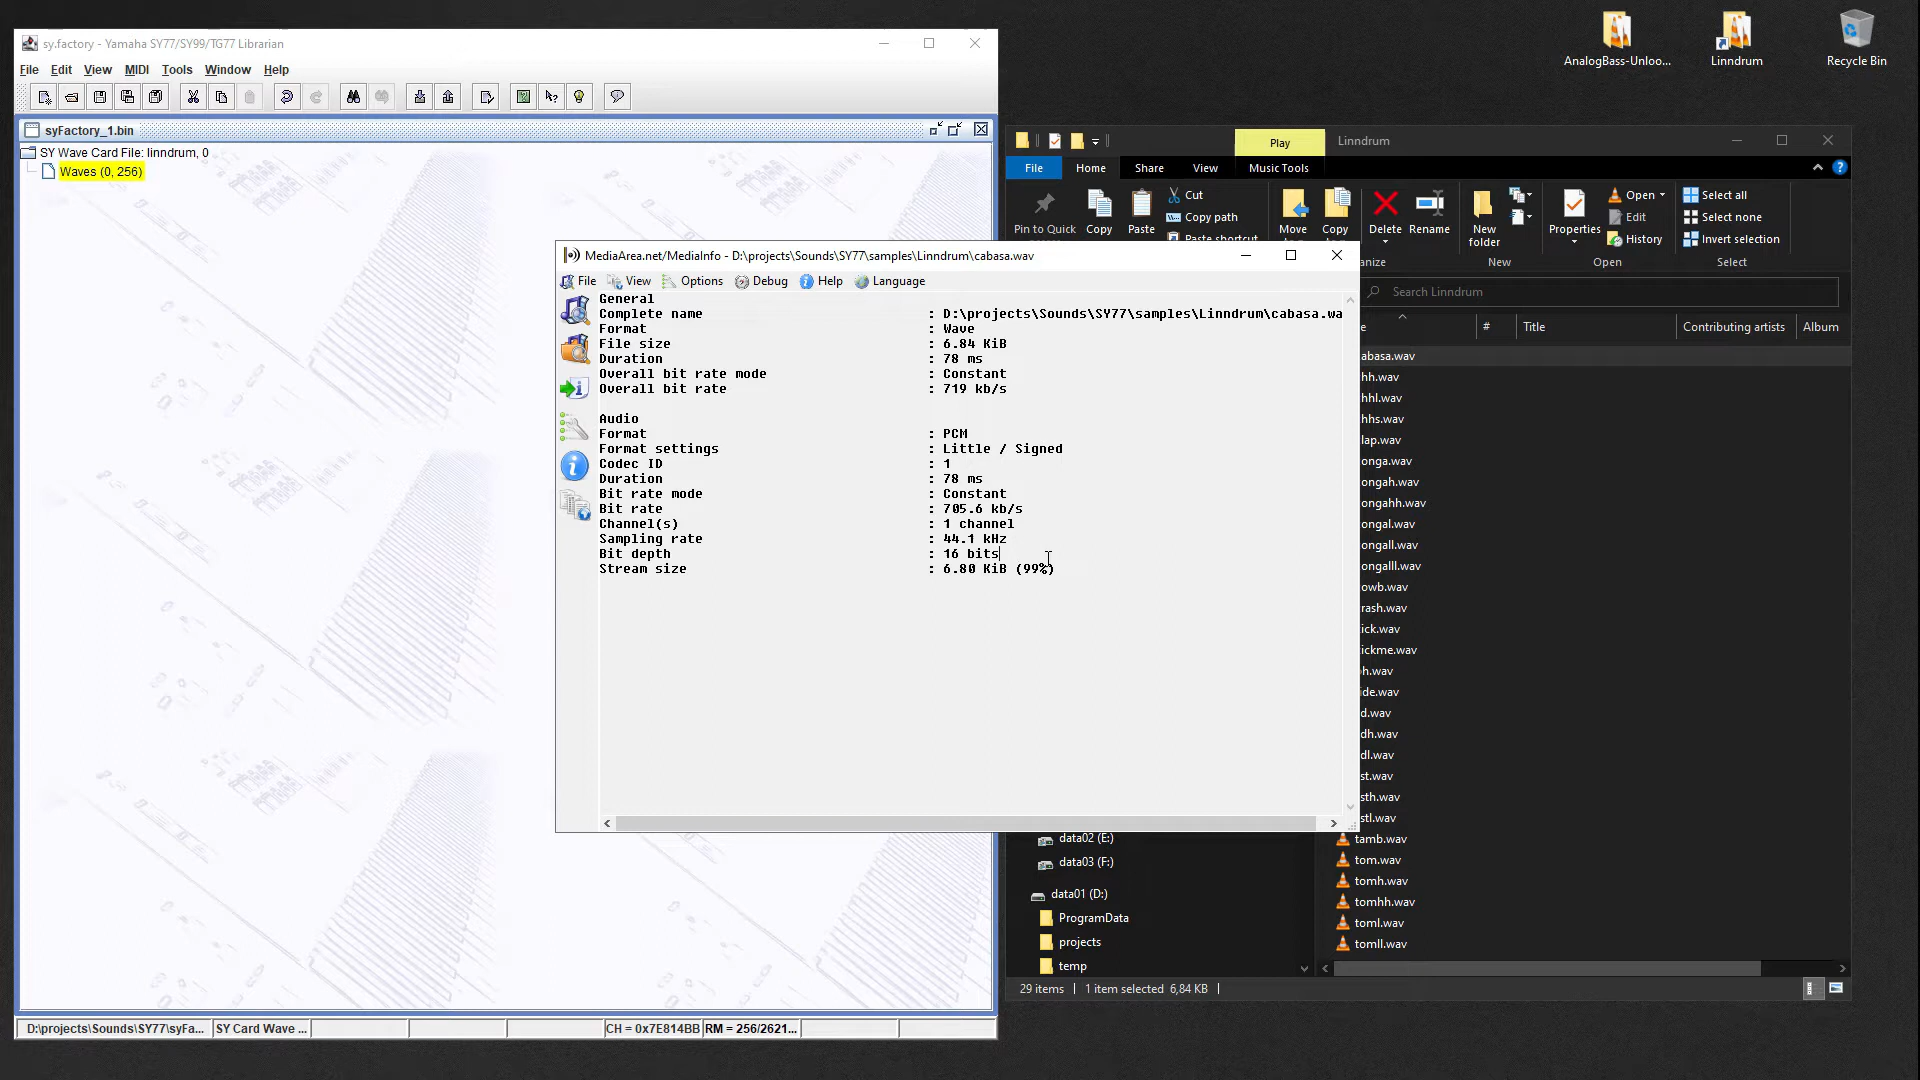 sy.factory - Yamaha SY77/SY99/TG77 Librarian
File Edit View MIDI Tools Window Help
syFactory_1.bin
SY Wave Card File: linndrum, 0
Waves (0, 256)
D:\projects\Sounds\SY77\syFa...
SY Card Wave ...
CH = 0x7E814BB
RM = 256/2621...
MediaArea.net/MediaInfo - D:\projects\Sounds\SY77\samples\Linndrum\cabasa.wav
File View Options Debug Help Language
General
Complete name : D:\projects\Sounds\SY77\samples\Linndrum\cabasa.wa
Format : Wave
File size : 6.84 KiB
Duration : 78 ms
Overall bit rate mode : Constant
Overall bit rate : 719 kb/s
Audio
Format : PCM
Format settings : Little / Signed
Codec ID : 1
Duration : 78 ms
Bit rate mode : Constant
Bit rate : 705.6 kb/s
Channel(s) : 1 channel
Sampling rate : 44.1 kHz
Bit depth : 16 bits
Stream size : 6.80 KiB (99%)
AnalogBass-Unloo...
Linndrum
Recycle Bin
Play
Linndrum
File Home Share View Music Tools
Pin to Quick
Copy
Paste
Cut
Copy path
Paste shortcut
Move
Copy
Delete
Rename
New
folder
Properties
Open
Edit
History
Select all
Select none
Invert selection
anize
New
Open
Select
Search Linndrum
e # Title Contributing artists Album
abasa.wav
hh.wav
hhl.wav
hhs.wav
lap.wav
onga.wav
ongah.wav
ongahh.wav
ongal.wav
ongall.wav
ongalll.wav
owb.wav
rash.wav
ick.wav
ickme.wav
h.wav
ide.wav
d.wav
dh.wav
dl.wav
st.wav
sth.wav
stl.wav
tamb.wav
tom.wav
tomh.wav
tomhh.wav
toml.wav
tomll.wav
data02 (E:)
data03 (F:)
data01 (D:)
ProgramData
projects
temp
29 items
1 item selected 6,84 KB